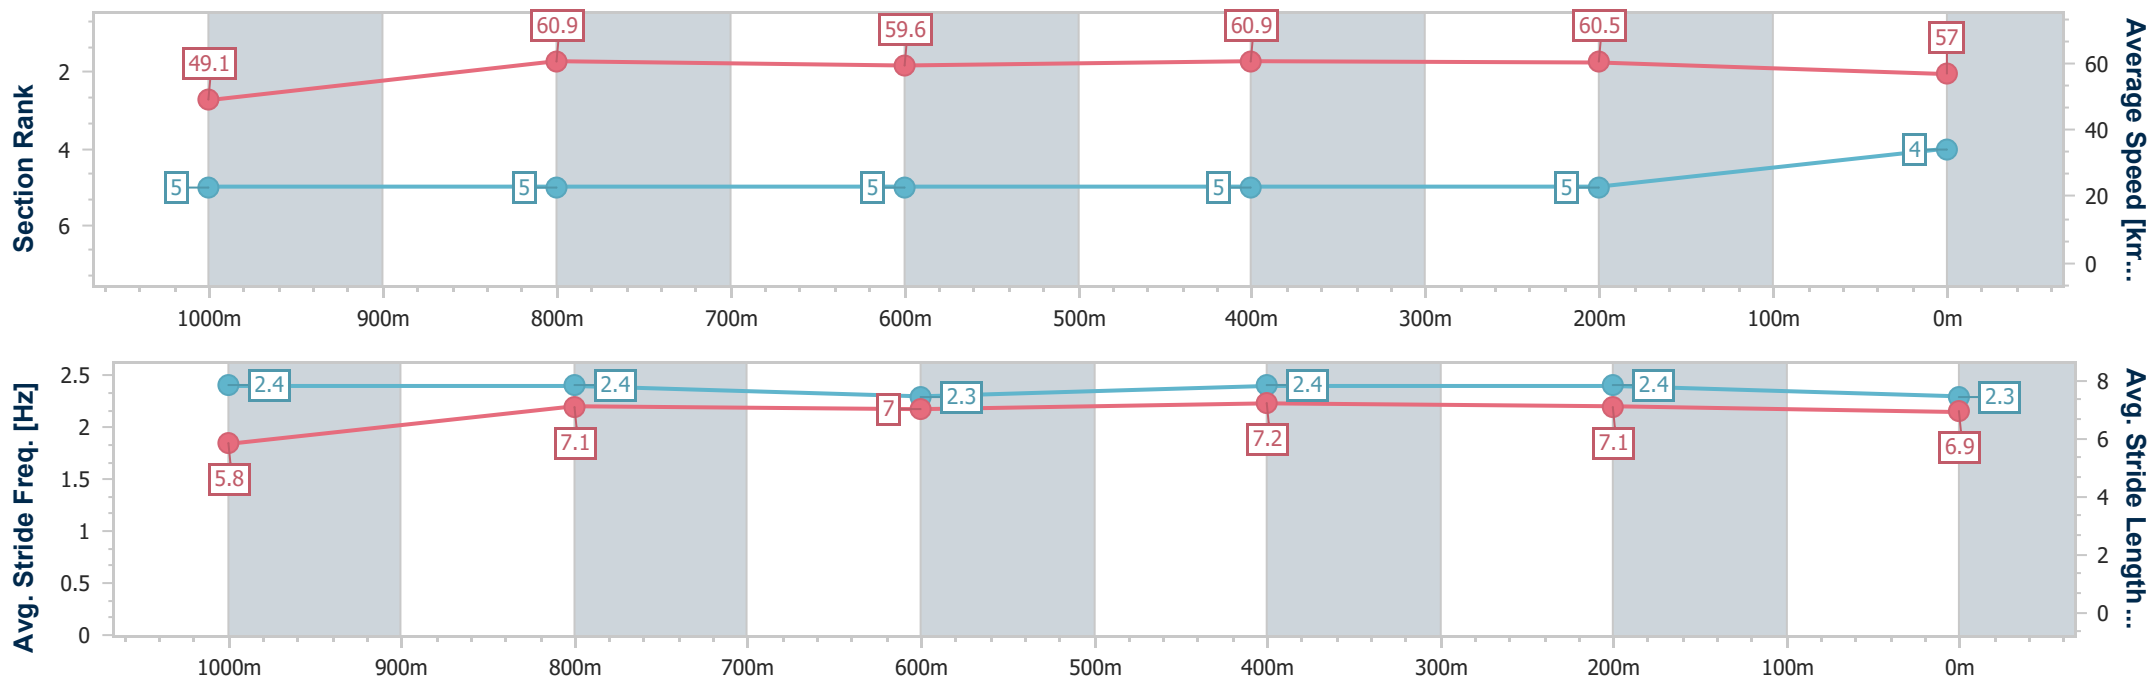 Section Rank
2
4
6
49.1
60.9
59.6
60.9
60.5
57
5
5
5
5
5
4
60
40
20
0
Average Speed [km...
1000m
900m
800m
700m
600m
500m
400m
300m
200m
100m
0m
Avg. Stride Freq. [Hz]
2.5
2
1.5
1
0.5
0
2.4
2.4
2.3
2.4
2.4
2.3
5.8
7.1
7
7.2
7.1
6.9
8
6
4
2
0
Avg. Stride Length ...
1000m
900m
800m
700m
600m
500m
400m
300m
200m
100m
0m